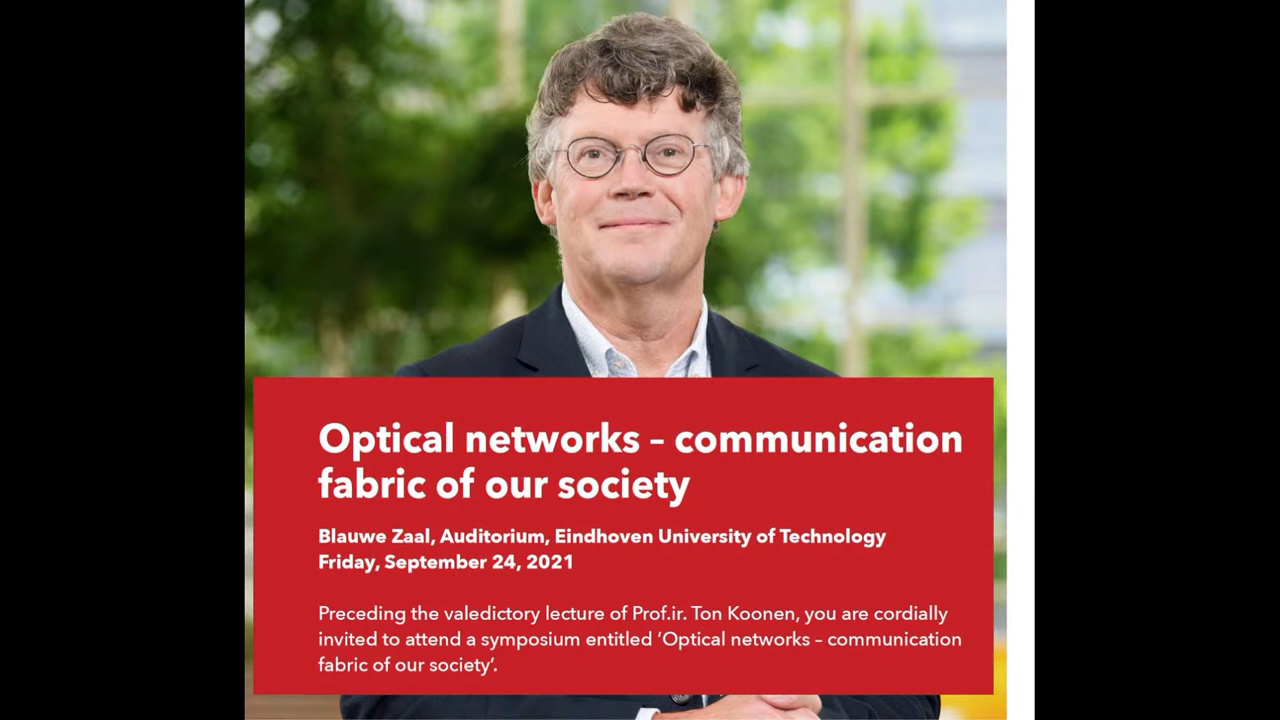 Optical networks – communication
fabric of our society
Blauwe Zaal, Auditorium, Eindhoven University of Technology
Friday, September 24, 2021
Preceding the valedictory lecture of Prof.ir. Ton Koonen, you are cordially
invited to attend a symposium entitled ‘Optical networks – communication
fabric of our society’.